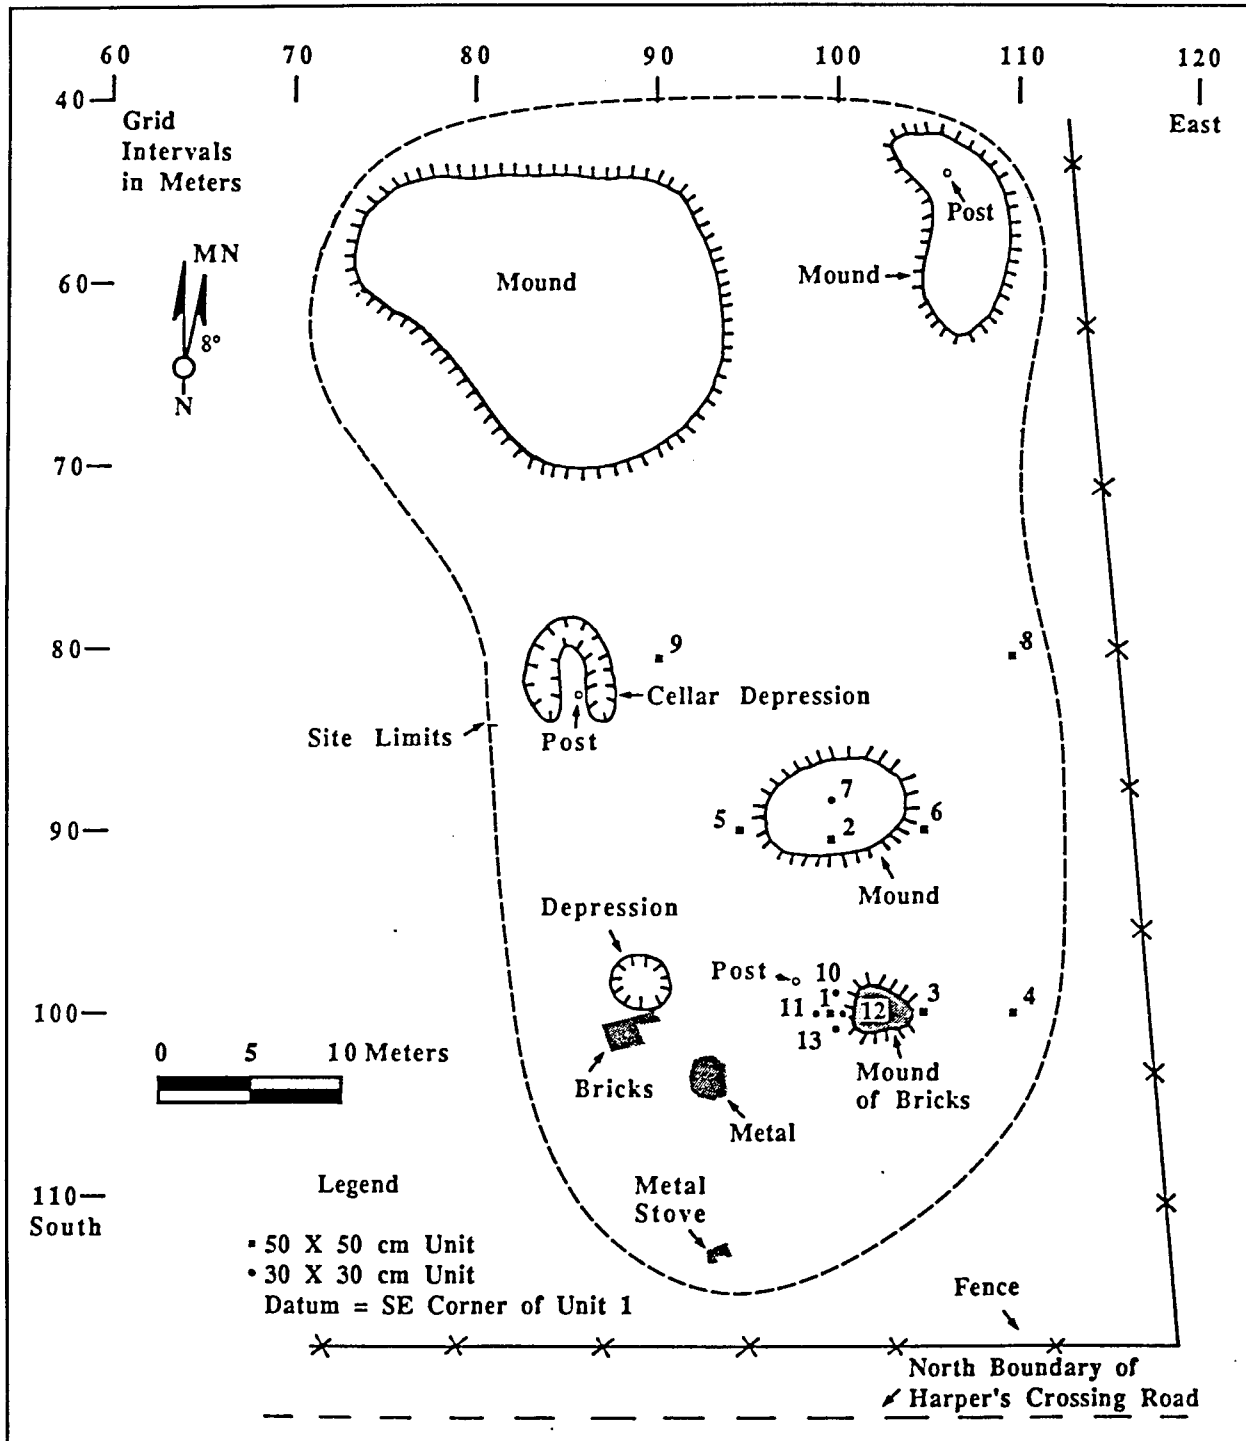 60 70 80 90 100 110 120
40
Grid
Intervals
in Meters
East
Post
MN
Mound
Mound
60
8°
N
70
80
9
8
Cellar Depression
Site Limits
Post
7
5
6
90
2
Mound
Depression
Post
10
1
3
4
100
11
12
13
0 5 10 Meters
Bricks
Mound
of Bricks
Metal
Legend
Metal
Stove
110
South
50 X 50 cm Unit
30 X 30 cm Unit
Datum = SE Corner of Unit 1
Fence
North Boundary of
Harper's Crossing Road